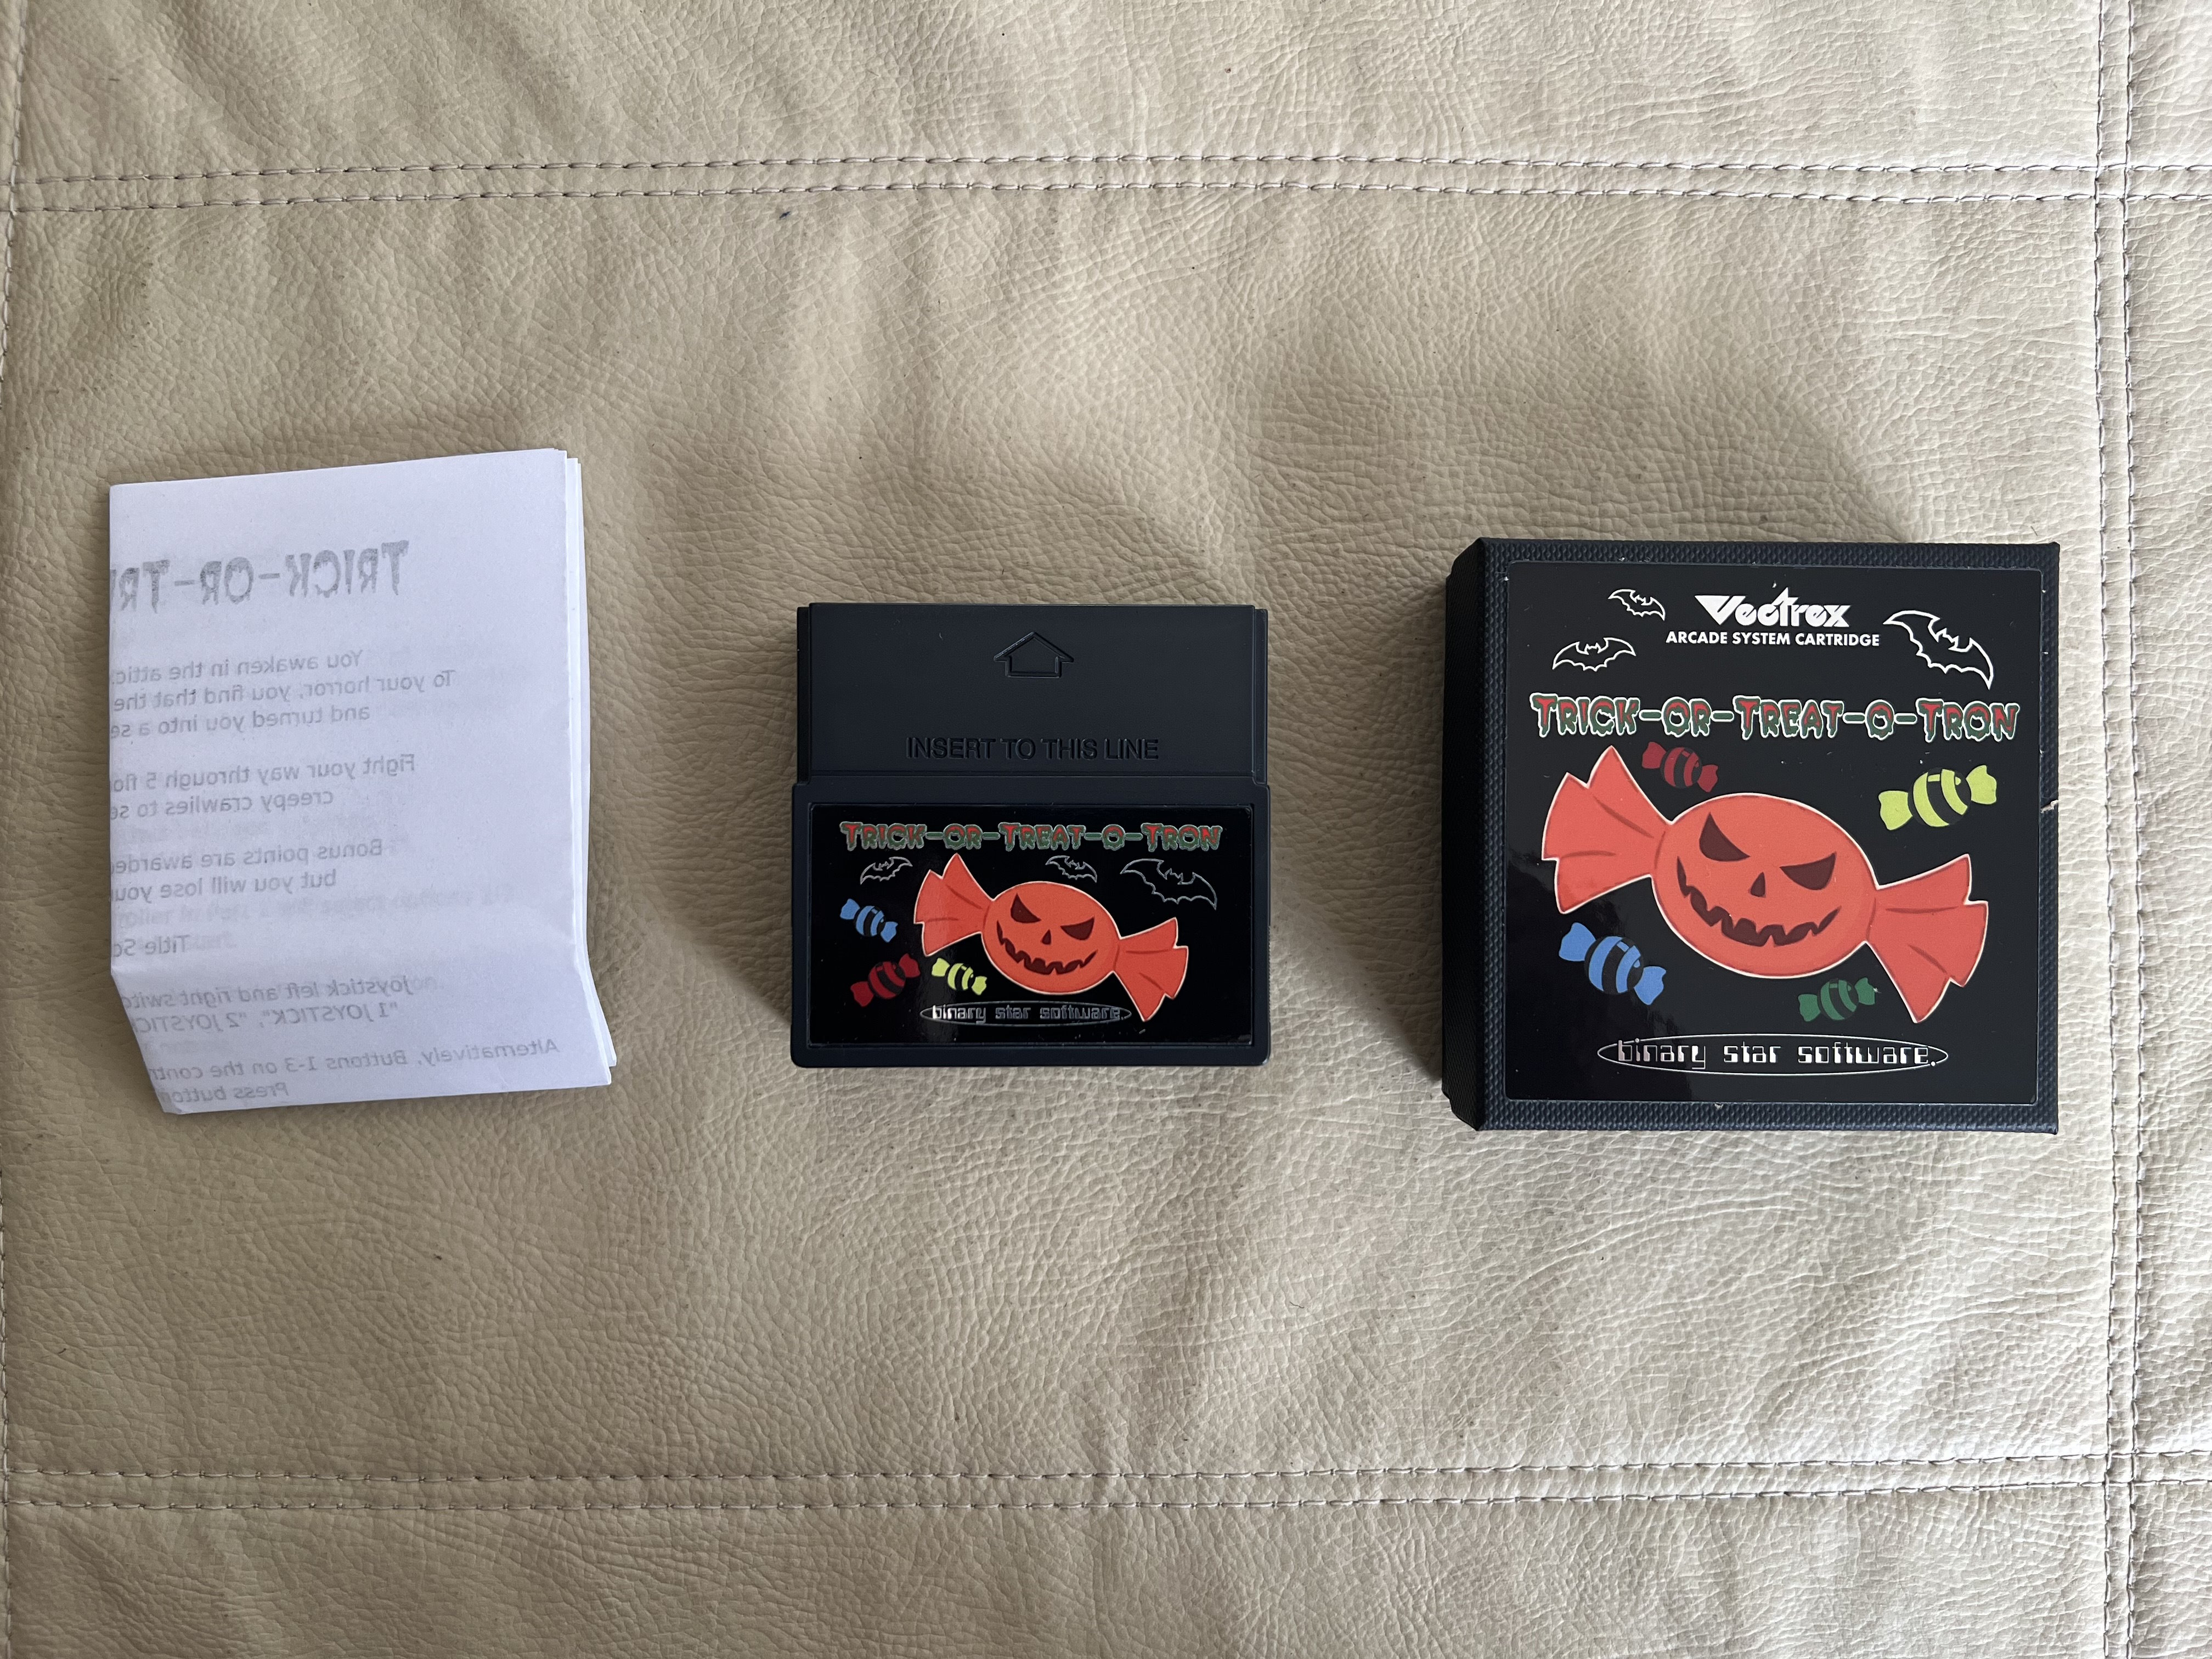 TRICK-OR-TR
You awaken in the attic
To your horror, you find that the
and turned you into a se
Fight your way through 5 flo
creepy crawlies to se
Bonus points are awarded
but you will lose your
Title Sc
Joystick left and right switc
"1 JOYSTICK", "2 JOYSTICK
Alternatively, Buttons 1-3 on the contr
Press button
INSERT TO THIS LINE
TRICK-OR-TREAT-O-TRON
binary star software.
Vectrex
ARCADE SYSTEM CARTRIDGE
TRICK-OR-TREAT-O-TRON
binary star software.